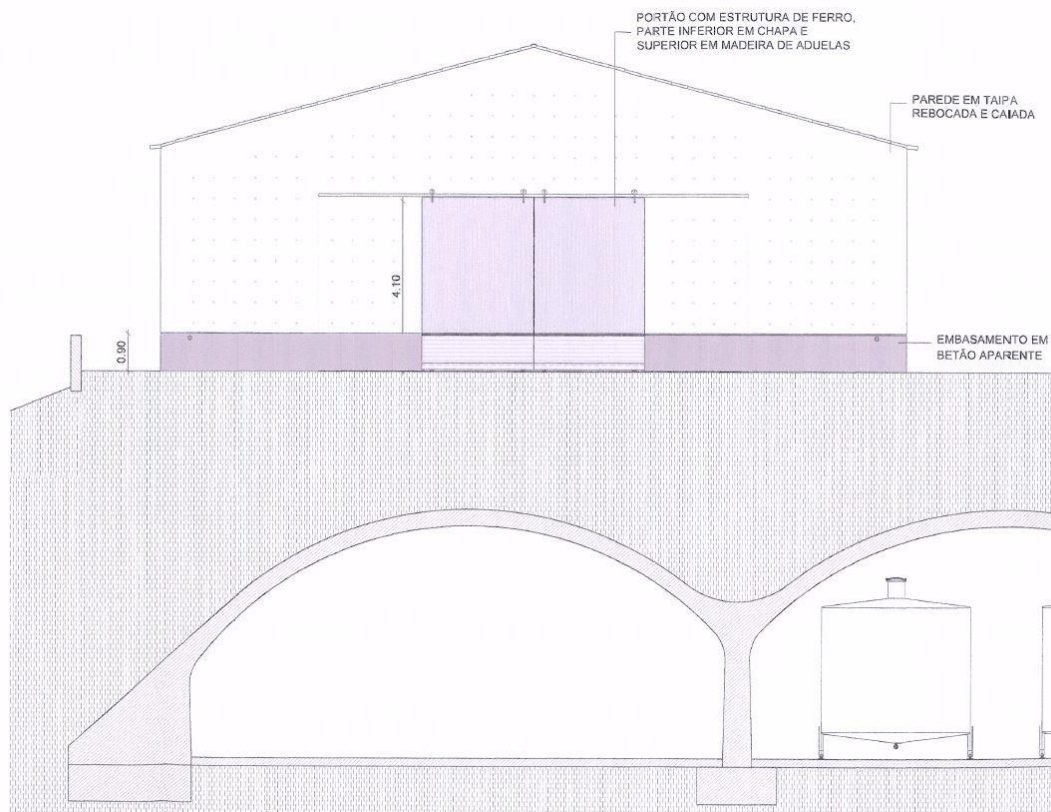 PORTÃO COM ESTRUTURA DE FERRO,
PARTE INFERIOR EM CHAPA E
SUPERIOR EM MADEIRA DE ADUELAS
PAREDE EM TAIPA
REBOCADA E CAIADA
4.10
0.90
EMBASAMENTO EM
BETÃO APARENTE